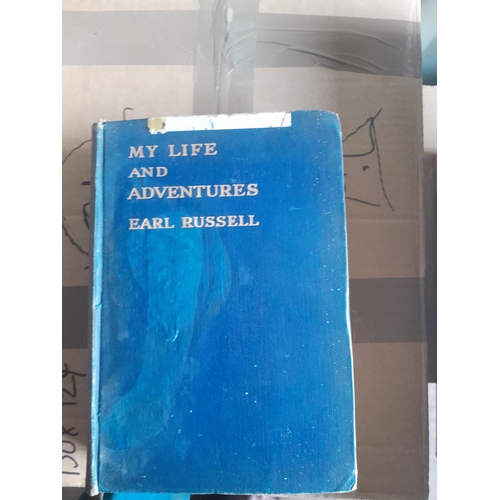 MY LIFE
AND
ADVENTURES
EARL RUSSELL